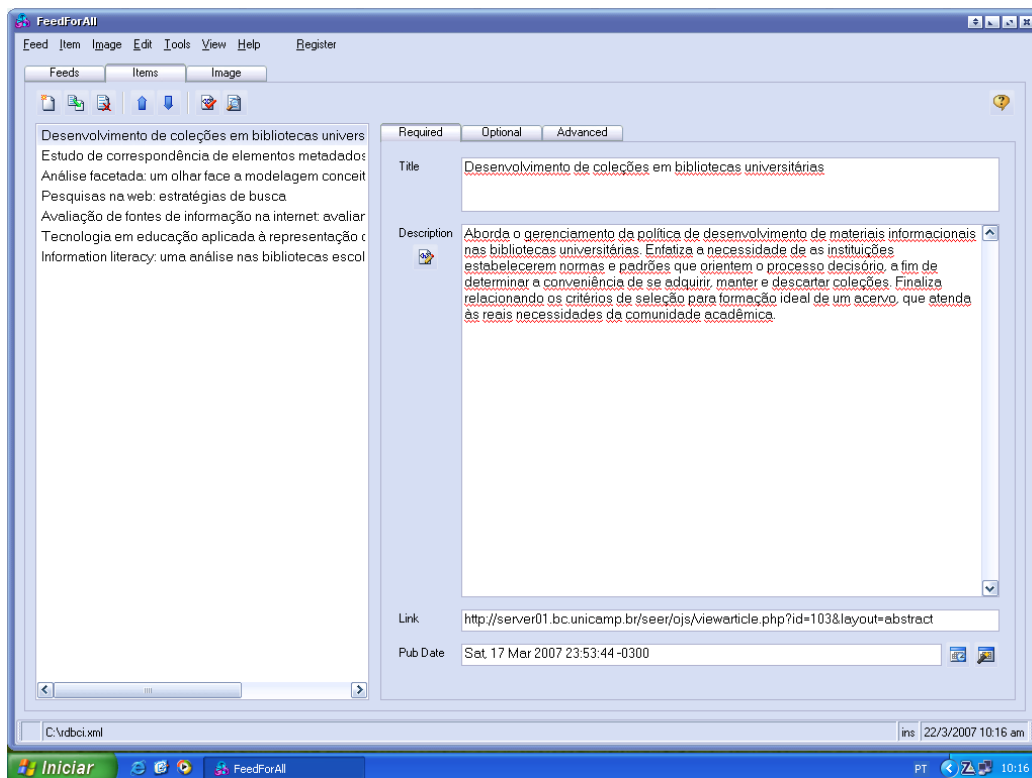 FeedForAll
Feed Item Image Edit Tools View Help Register
Feeds Items Image
Desenvolvimento de coleções em bibliotecas univers
Estudo de correspondência de elementos metadados
Análise facetada: um olhar face a modelagem conceit
Pesquisas na web: estratégias de busca
Avaliação de fontes de informação na internet: avaliar
Tecnologia em educação aplicada à representação
Information literacy: uma análise nas bibliotecas escol
Required Optional Advanced
Title
Desenvolvimento de coleções em bibliotecas universitárias
Description
Aborda o gerenciamento da política de desenvolvimento de materiais informacionais
nas bibliotecas universitárias. Enfatiza a necessidade de as instituições
estabelecerem normas e padrões que orientem o processo decisório, a fim de
determinar a conveniência de se adquirir, manter e descartar coleções. Finaliza
relacionando os critérios de seleção para formação ideal de um acervo, que atenda
às reais necessidades da comunidade acadêmica.
Link
http://server01.bc.unicamp.br/seer/ojs/viewarticle.php?id=103&layout=abstract
Pub Date
Sat, 17 Mar 2007 23:53:44 -0300
C:\rdbci.xml
ins 22/3/2007 10:16 am
Iniciar
FeedForAll
PT
10:16